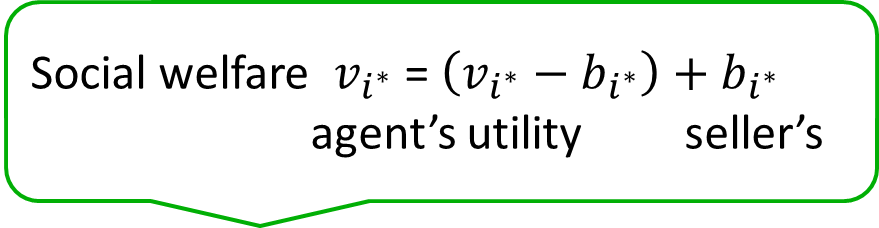 Social welfare 𝑣_{𝑖*} = (𝑣_{𝑖*} − 𝑏_{𝑖*}) + 𝑏_{𝑖*}
agent’s utility seller’s